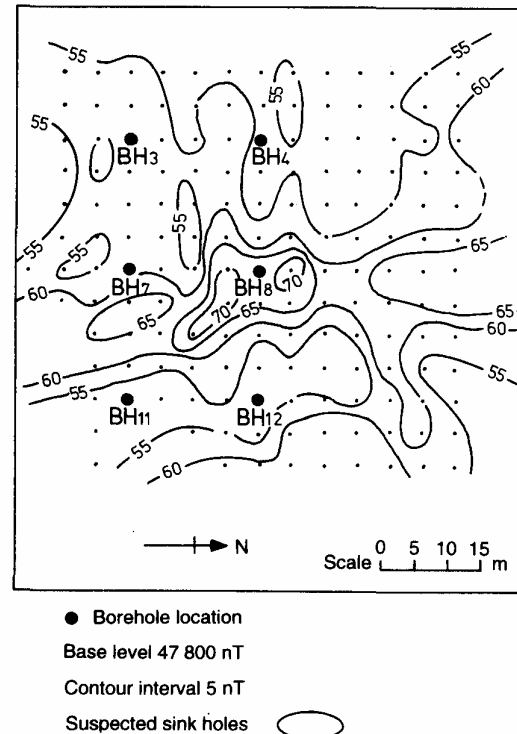 55
55
60
55
55
BH3
BH4
55
55
55
65
60
BH7
BH8
70
70
65
65
65
60
60
55
55
BH11
BH12
55
60
N
Scale 0 5 10 15
m
Borehole location
Base level 47 800 nT
Contour interval 5 nT
Suspected sink holes